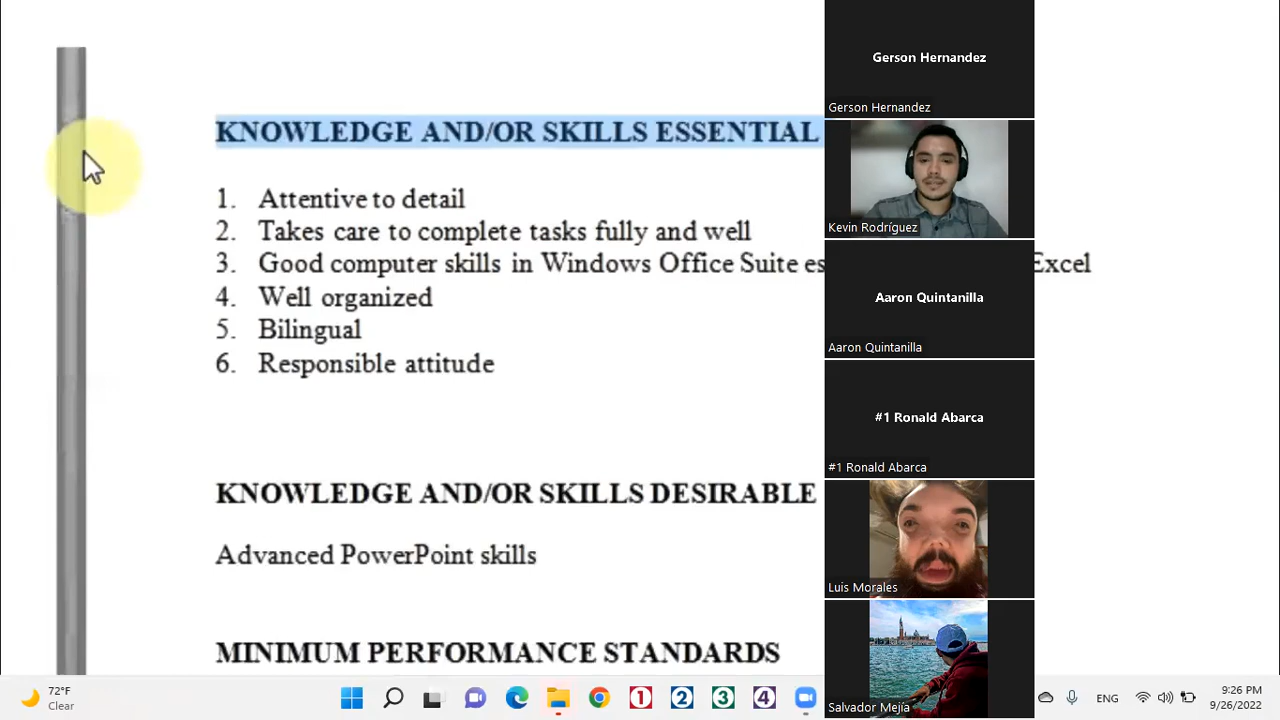 KNOWLEDGE AND/OR SKILLS ESSENTIAL
1. Attentive to detail
2. Takes care to complete tasks fully and well
3. Good computer skills in Windows Office Suite es Excel
4. Well organized
5. Bilingual
6. Responsible attitude
KNOWLEDGE AND/OR SKILLS DESIRABLE
Advanced PowerPoint skills
MINIMUM PERFORMANCE STANDARDS
Gerson Hernandez
Gerson Hernandez
Kevin Rodríguez
Aaron Quintanilla
Aaron Quintanilla
#1 Ronald Abarca
#1 Ronald Abarca
Luis Morales
Salvador Mejía
72°F
Clear
1 2 3 4
ENG
9:26 PM
9/26/2022